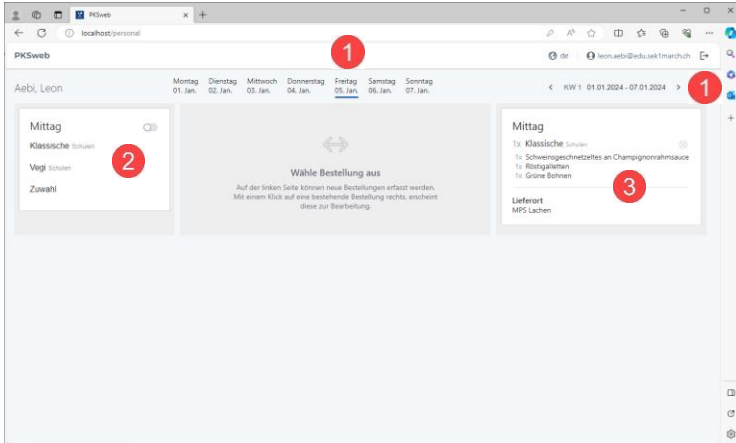 PKSweb
localhost/personal
1
PKSweb
de
leon.aebi@edu.sek1march.ch
Aebi, Leon
Montag Dienstag Mittwoch Donnerstag Freitag Samstag Sonntag
01. Jan. 02. Jan. 03. Jan. 04. Jan. 05. Jan. 06. Jan. 07. Jan.
KW 1 01.01.2024 - 07.01.2024
1
Mittag
Klassische Schulen
2
Vegi Schulen
Zuwahl
Wähle Bestellung aus
Auf der linken Seite können neue Bestellungen erfasst werden.
Mit einem Klick auf eine bestehende Bestellung rechts, erscheint
diese zur Bearbeitung.
Mittag
1x Klassische Schulen
1x Schweinsgeschnetzeltes an Champignonrahmsauce
1x Röstigalletten
1x Grüne Bohnen
3
Lieferort
MPS Lachen